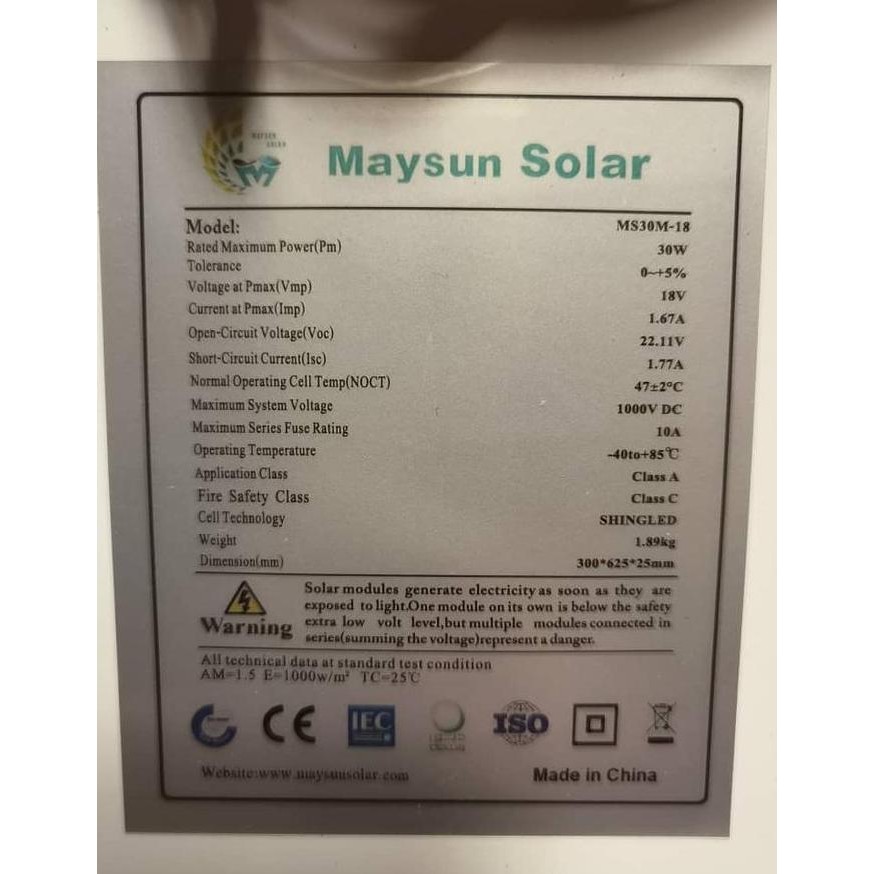 MAYSUN
SOLAR
Maysun Solar
Model: MS30M-18
Rated Maximum Power(Pm) 30W
Tolerance 0~+5%
Voltage at Pmax(Vmp) 18V
Current at Pmax(Imp) 1.67A
Open-Circuit Voltage(Voc) 22.11V
Short-Circuit Current(Isc) 1.77A
Normal Operating Cell Temp(NOCT) 47±2°C
Maximum System Voltage 1000V DC
Maximum Series Fuse Rating 10A
Operating Temperature -40to+85℃
Application Class Class A
Fire Safety Class Class C
Cell Technology SHINGLED
Weight 1.89kg
Dimension(mm) 300*625*25mm
Solar modules generate electricity as soon as they are
exposed to light.One module on its own is below the safety
extra low volt level,but multiple modules connected in
series(summing the voltage)represent a danger.
Warning
All technical data at standard test condition
AM=1.5 E=1000w/m² TC=25℃
CE IEC ISO
Website:www.maysunsolar.com Made in China